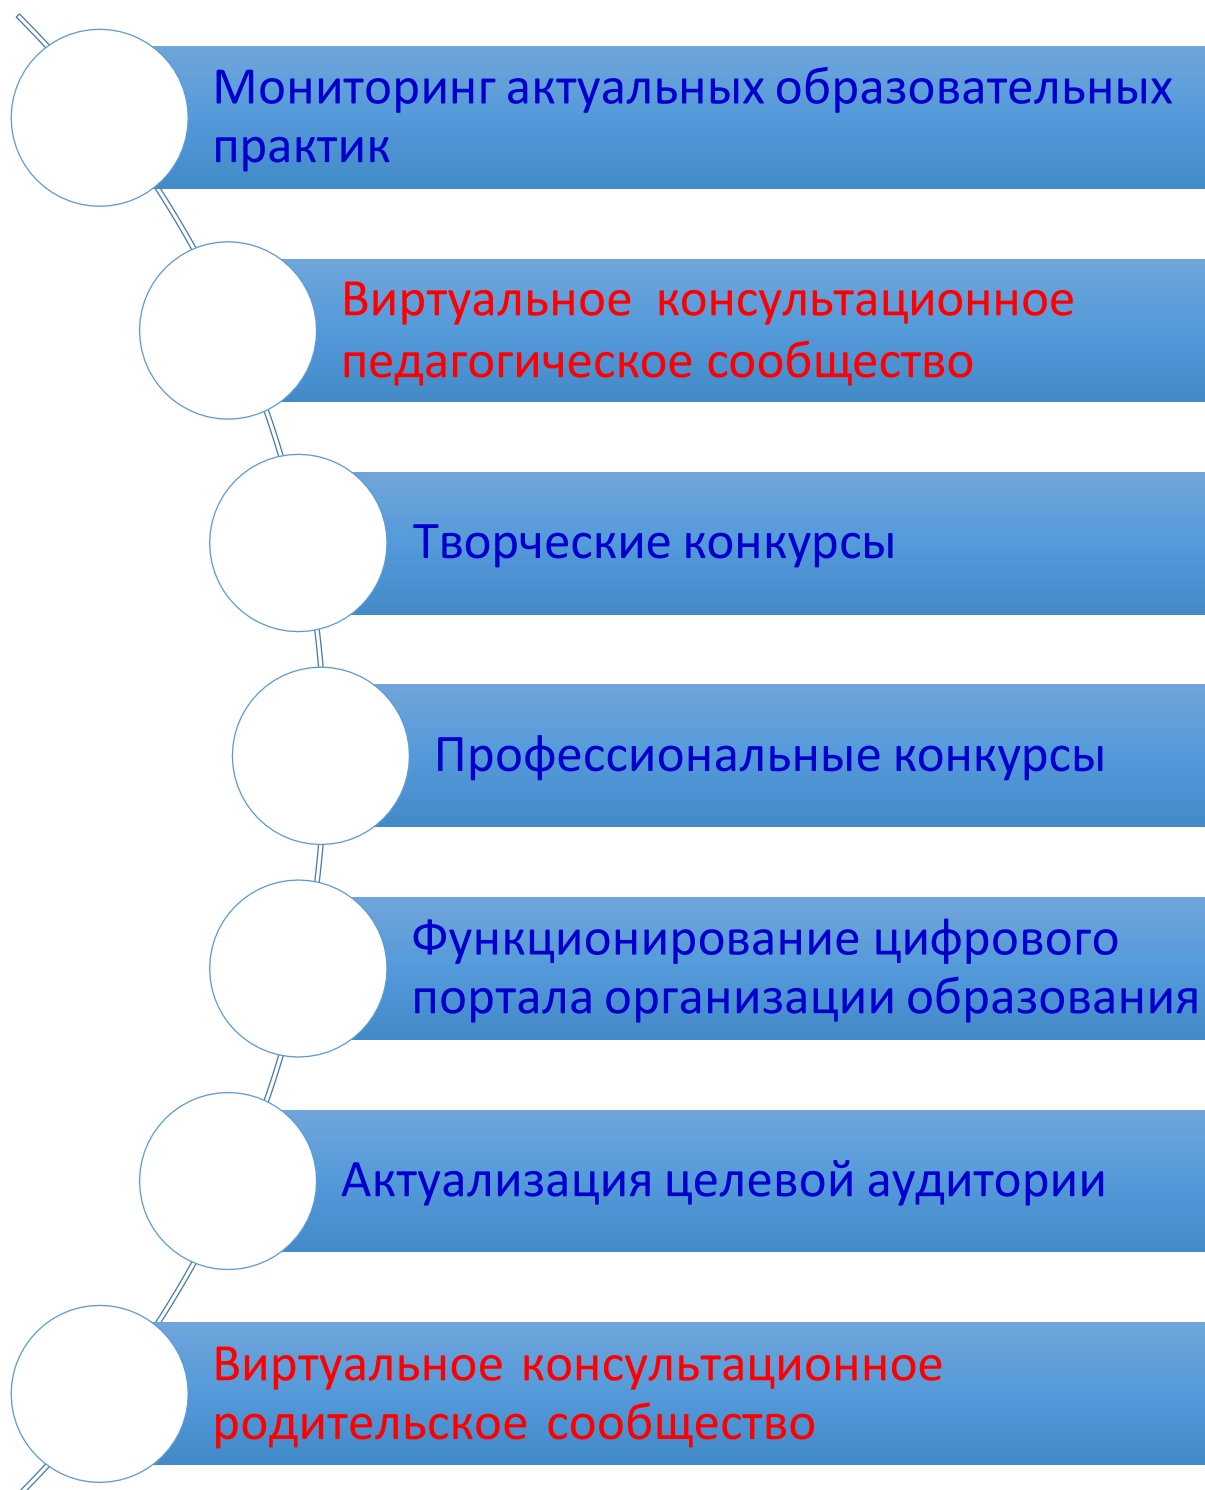 Мониторинг актуальных образовательных
практик
Виртуальное консультационное
педагогическое сообщество
Творческие конкурсы
Профессиональные конкурсы
Функционирование цифрового
портала организации образования
Актуализация целевой аудитории
Виртуальное консультационное
родительское сообщество